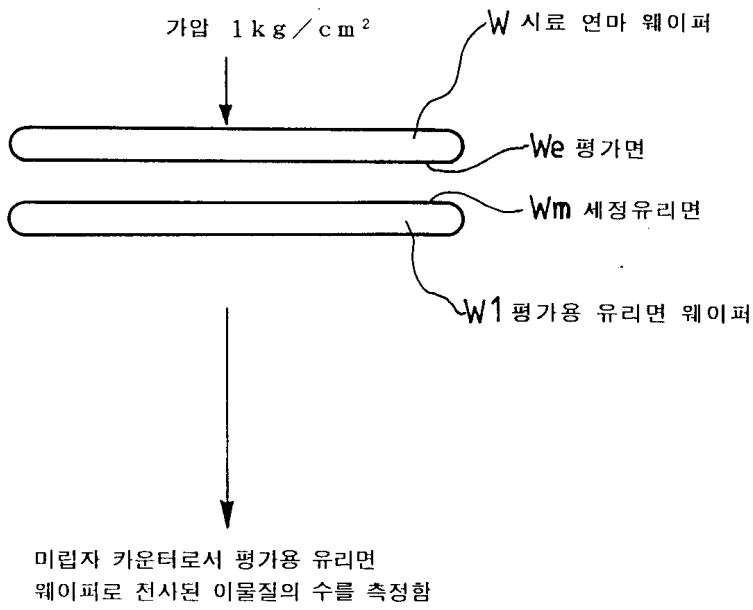 가압 1kg/cm²
W 시료 연마 웨이퍼
We 평가면
Wm 세정유리면
W1 평가용 유리면 웨이퍼
미립자 카운터로서 평가용 유리면
웨이퍼로 전사된 이물질의 수를 측정함